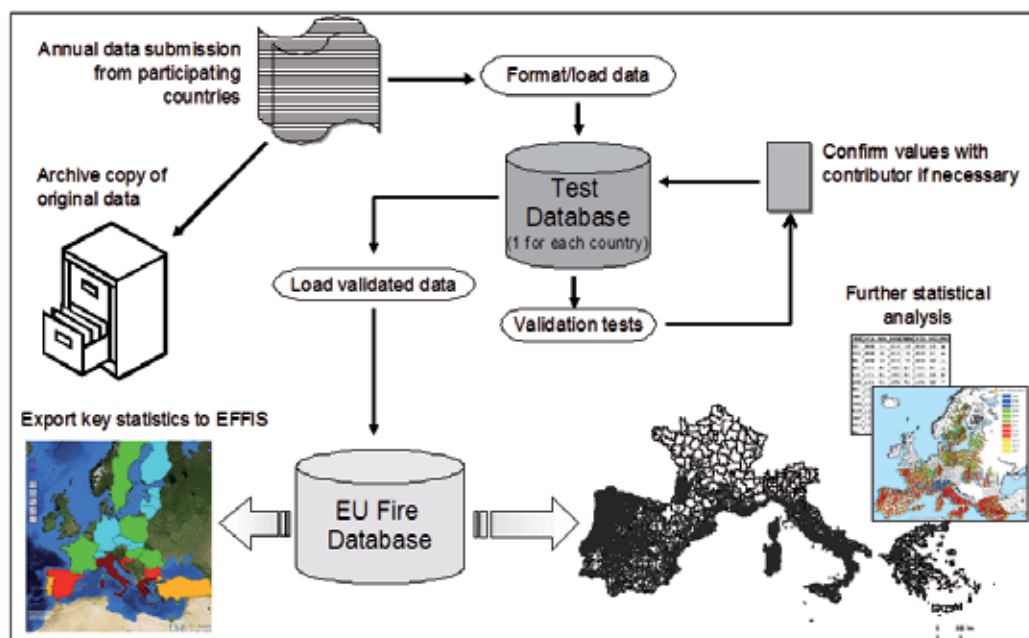 Annual data submission
from participating
countries
Format/load data
Archive copy of
original data
Test
Database
(1 for each country)
Confirm values with
contributor if necessary
Load validated data
Validation tests
Further statistical
analysis
Export key statistics to EFFIS
EU Fire
Database